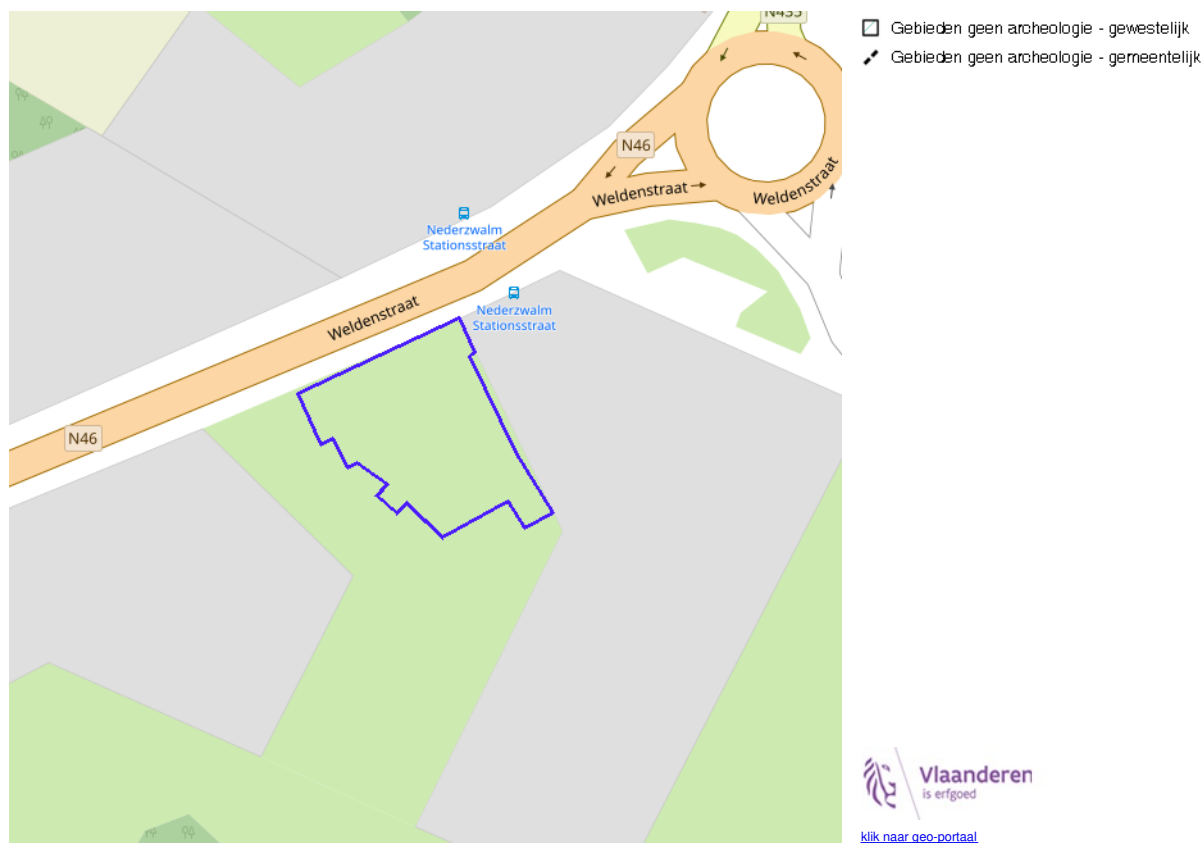 N435
Gebieden geen archeologie - gewestelijk
Gebieden geen archeologie - gemeentelijk
N46
Weldenstraat
Weldenstraat
Nederzwalm
Stationsstraat
Nederzwalm
Stationsstraat
Weldenstraat
N46
Vlaanderen
is erfgoed
klik naar geo-portaal